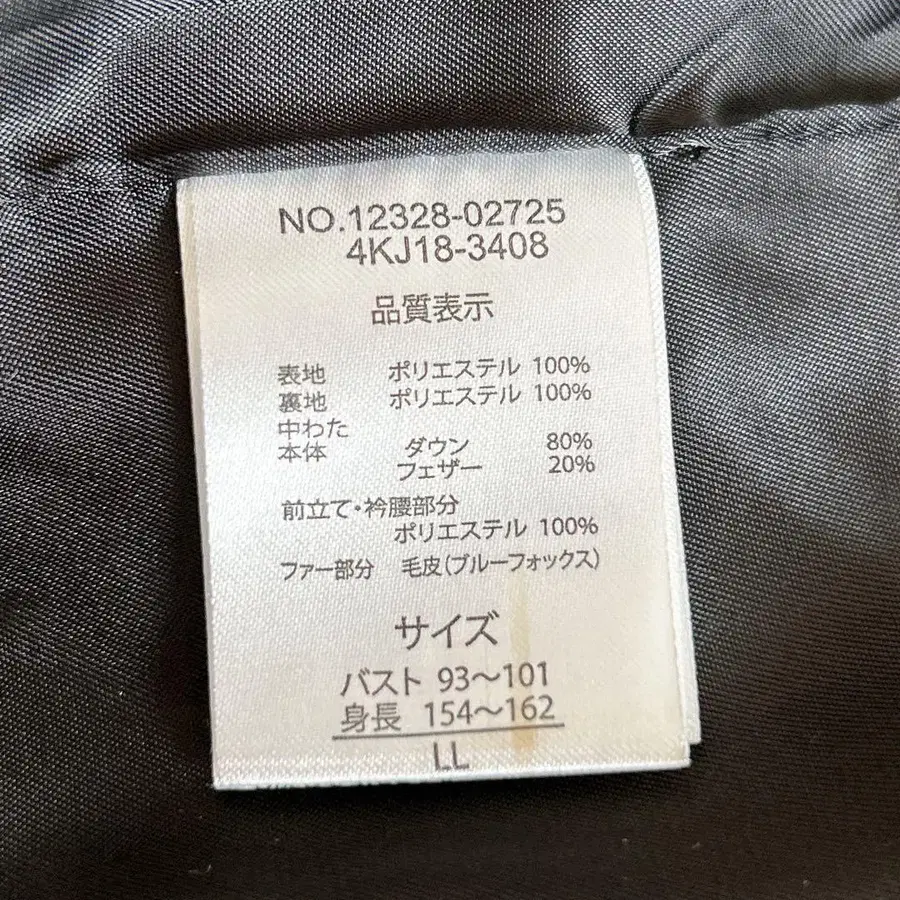 NO.12328-02725
4KJ18-3408
品質表示
表地 ポリエステル 100%
裏地 ポリエステル 100%
中わた
本体 ダウン 80%
フェザー 20%
前立て・衿腰部分
ポリエステル 100%
ファー部分 毛皮(ブルーフォックス)
サイズ
バスト 93〜101
身長 154〜162
LL